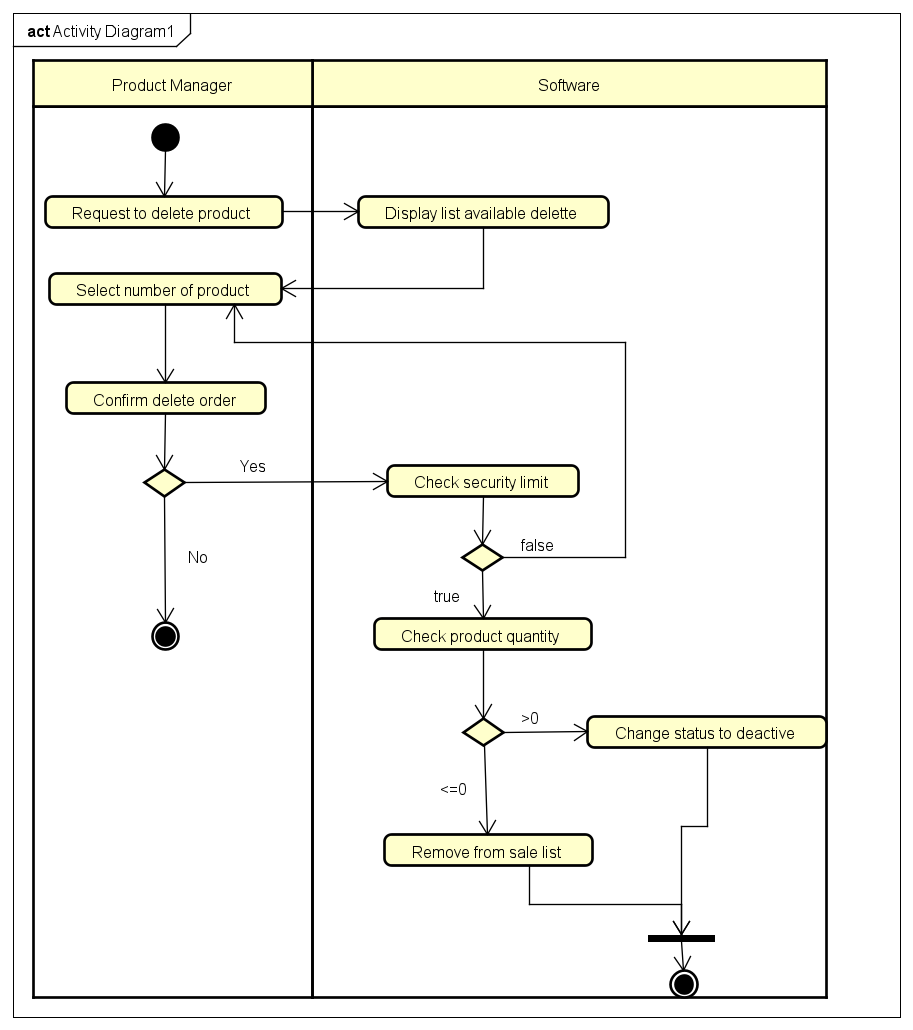 act Activity Diagram1
Product Manager
Software
Request to delete product
Display list available delette
Select number of product
Confirm delete order
Yes
Check security limit
No
false
true
Check product quantity
>0
Change status to deactive
<=0
Remove from sale list